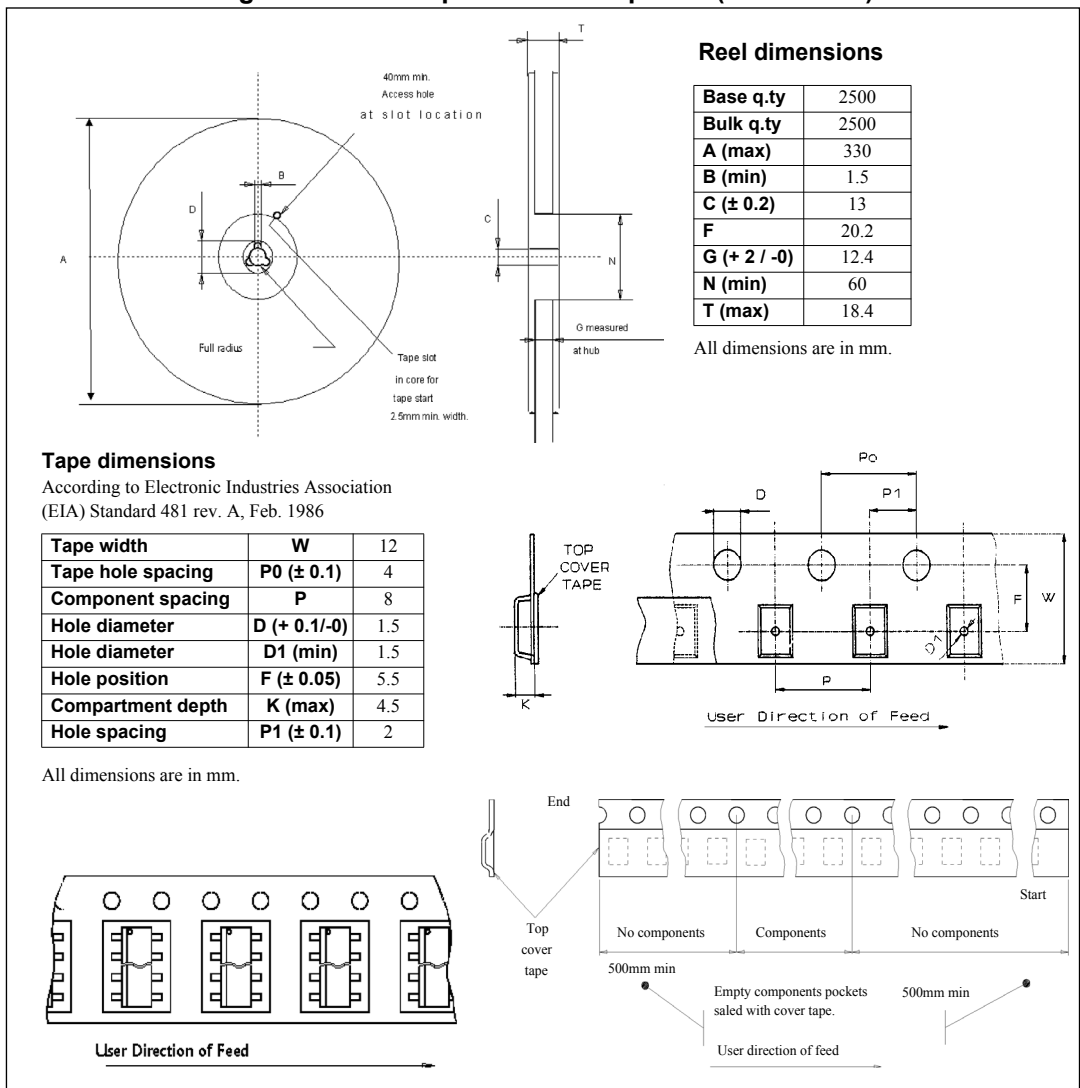 T
Reel dimensions
40mm min.
Access hole
at slot location
Base q.ty 2500
Bulk q.ty 2500
A (max) 330
B (min) 1.5
C (± 0.2) 13
F 20.2
G (+ 2 / -0) 12.4
N (min) 60
T (max) 18.4
All dimensions are in mm.
B
D
C
A
N
G measured
at hub
Full radius
Tape slot
in core for
tape start
2.5mm min. width.
Tape dimensions
According to Electronic Industries Association
(EIA) Standard 481 rev. A, Feb. 1986
Tape width W 12
Tape hole spacing P0 (± 0.1) 4
Component spacing P 8
Hole diameter D (+ 0.1/-0) 1.5
Hole diameter D1 (min) 1.5
Hole position F (± 0.05) 5.5
Compartment depth K (max) 4.5
Hole spacing P1 (± 0.1) 2
All dimensions are in mm.
Po
D
P1
TOP
COVER
TAPE
F
W
D1
P
K
User Direction of Feed
End
Start
Top
cover
tape
No components
Components
No components
500mm min
500mm min
Empty components pockets
saled with cover tape.
User direction of feed
User Direction of Feed